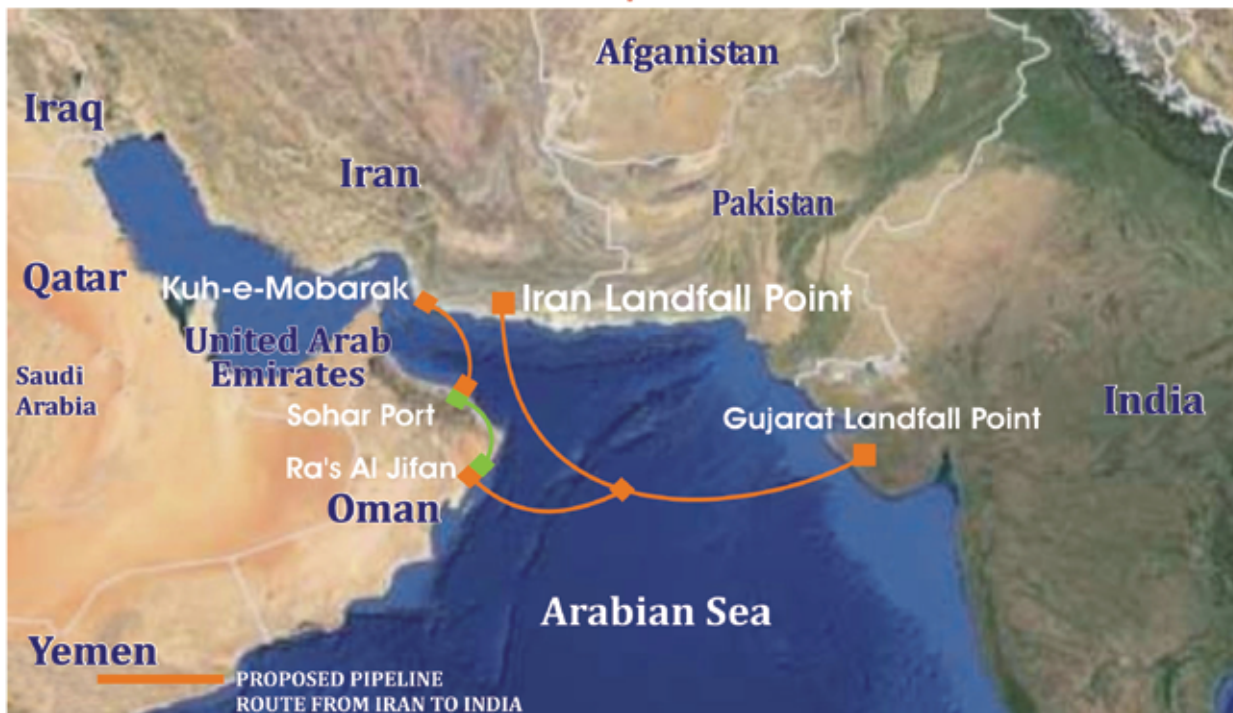 Afganistan
Iraq
Iran
Pakistan
Qatar
Kuh-e-Mobarak
Iran Landfall Point
United Arab
Emirates
Saudi
Arabia
Sohar Port
Gujarat Landfall Point
India
Ra's Al Jifan
Oman
Arabian Sea
Yemen
PROPOSED PIPELINE
ROUTE FROM IRAN TO INDIA